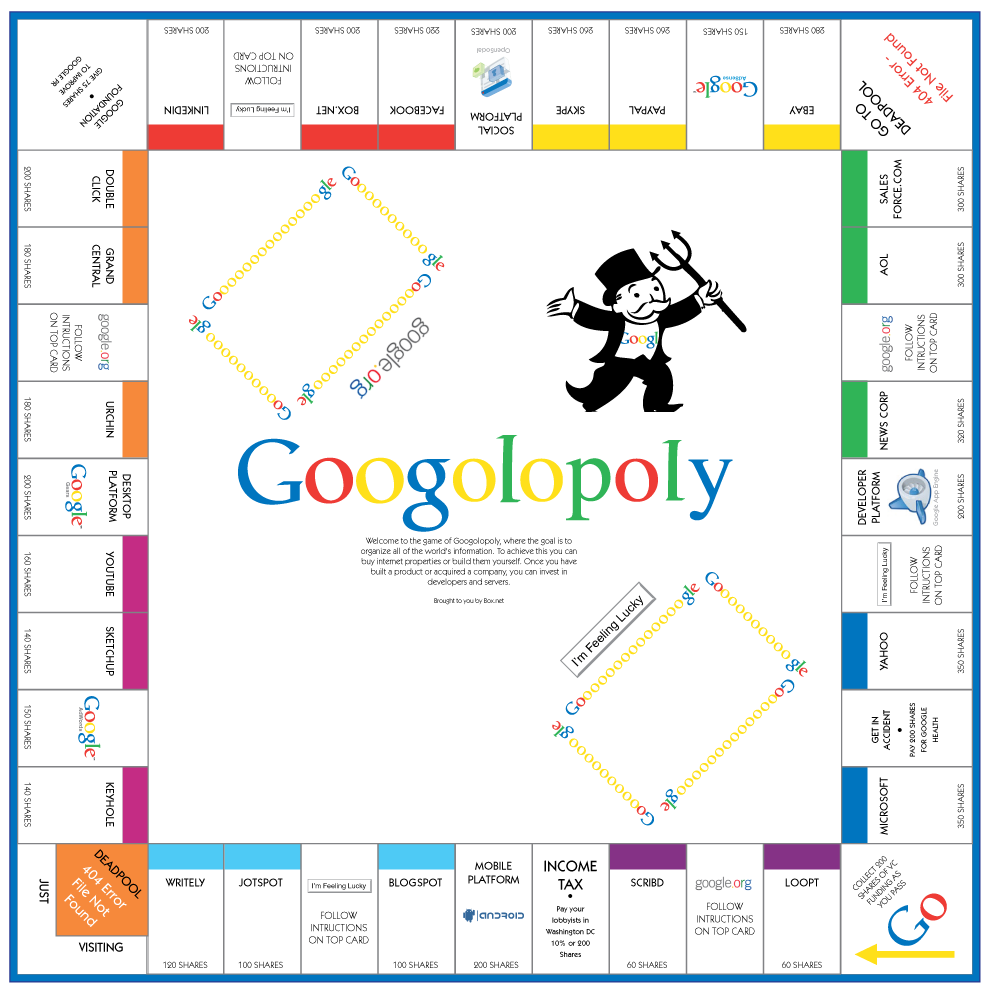 GOOGLE
FOUNDATION
•
GIVE 75 SHARES
TO IMPROVE
GOOGLE PR
200 SHARES
LINKEDIN
FOLLOW
INTRUCTIONS
ON TOP CARD
I'm Feeling Lucky
200 SHARES
BOX.NET
220 SHARES
FACEBOOK
200 SHARES
OpenSocial
SOCIAL
PLATFORM
260 SHARES
SKYPE
260 SHARES
PAYPAL
150 SHARES
Google
AdSense
280 SHARES
EBAY
404 Error -
File Not Found
GO TO
DEADPOOL
DOUBLE
CLICK
200 SHARES
GRAND
CENTRAL
180 SHARES
google.org
FOLLOW
INTRUCTIONS
ON TOP CARD
URCHIN
180 SHARES
DESKTOP
PLATFORM
Google
Gears
200 SHARES
YOUTUBE
160 SHARES
SKETCHUP
140 SHARES
Google
AdWords
150 SHARES
KEYHOLE
140 SHARES
SALES
FORCE.COM
300 SHARES
AOL
300 SHARES
google.org
FOLLOW
INTRUCTIONS
ON TOP CARD
NEWS CORP
320 SHARES
DEVELOPER
PLATFORM
Google App Engine
200 SHARES
I'm Feeling Lucky
FOLLOW
INTRUCTIONS
ON TOP CARD
YAHOO
350 SHARES
GET IN
ACCIDENT
•
PAY 200 SHARES
FOR GOOGLE
HEALTH
MICROSOFT
350 SHARES
google.org
Googl
Googolopoly
Welcome to the game of Googolopoly, where the goal is to
organize all of the world's information. To achieve this you can
buy internet properties or build them yourself. Once you have
built a product or acquired a company, you can invest in
developers and servers.
Brought to you by Box.net
I'm Feeling Lucky
DEADPOOL
404 Error
File Not
Found
JUST
VISITING
WRITELY
120 SHARES
JOTSPOT
100 SHARES
I'm Feeling Lucky
FOLLOW
INTRUCTIONS
ON TOP CARD
BLOGSPOT
100 SHARES
MOBILE
PLATFORM
ANDROID
200 SHARES
INCOME
TAX
•
Pay your
lobbyists in
Washington DC
10% or 200
Shares
SCRIBD
60 SHARES
google.org
FOLLOW
INTRUCTIONS
ON TOP CARD
LOOPT
60 SHARES
COLLECT 200
SHARES OF VC
FUNDING AS
YOU PASS
GO